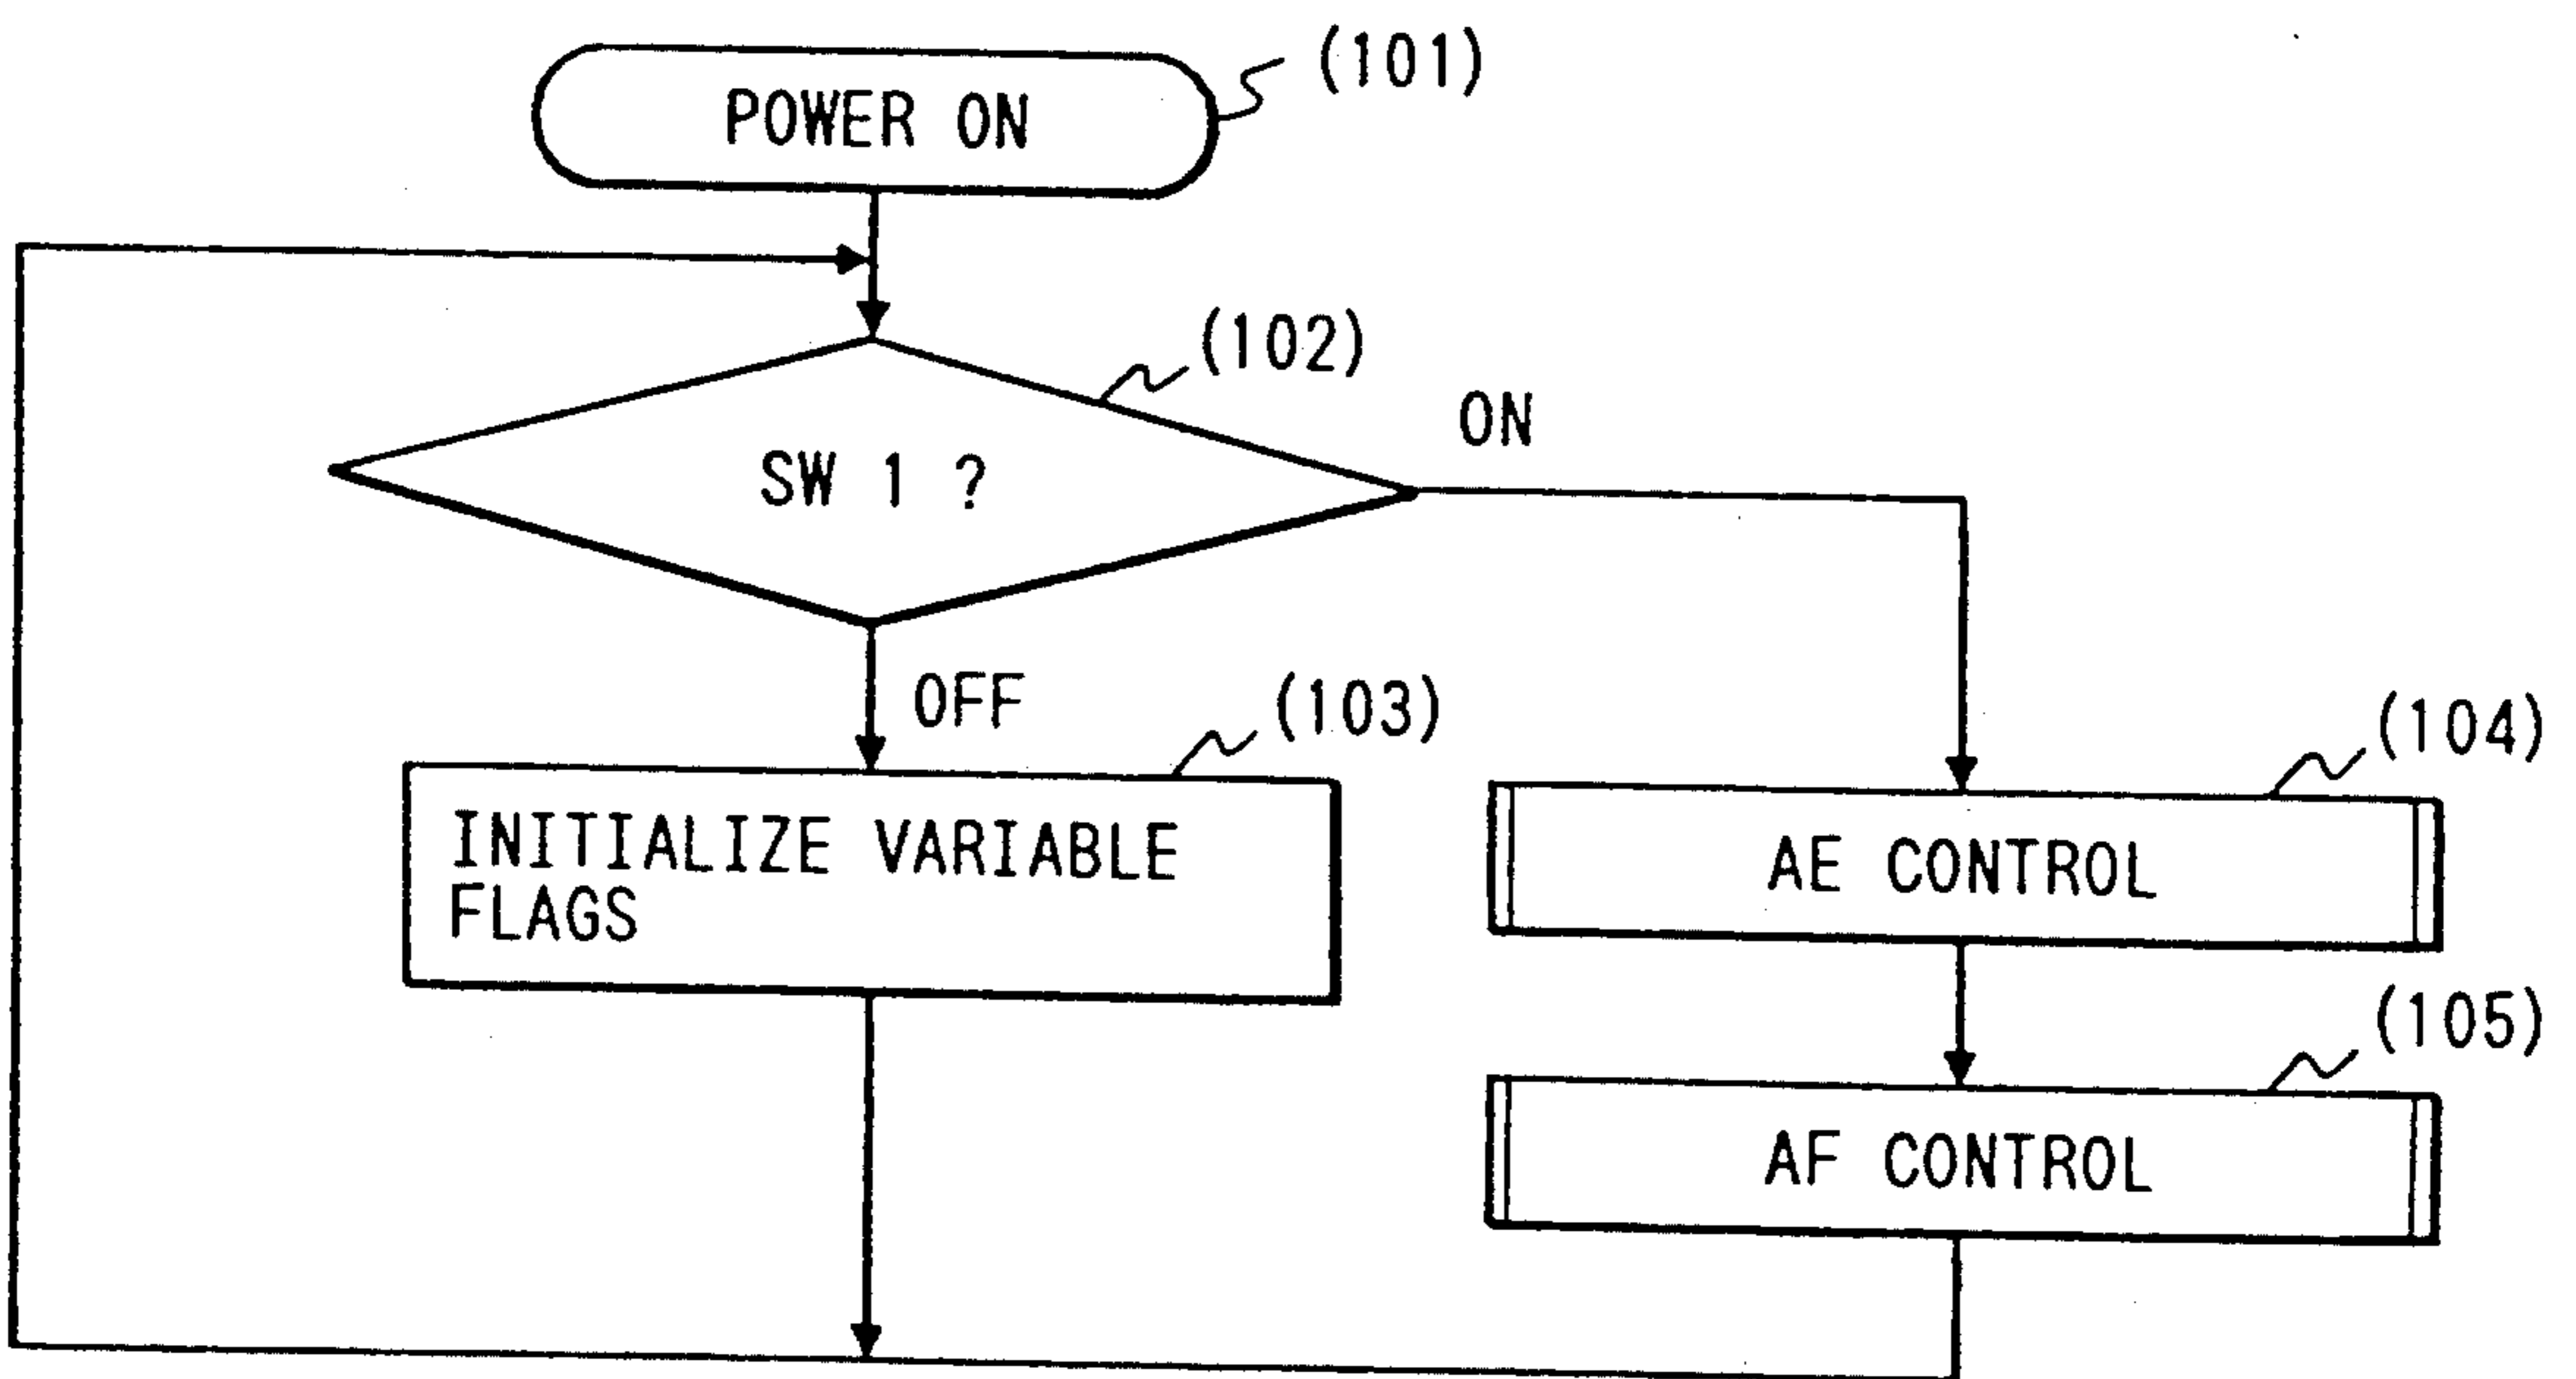 POWER ON
(101)
SW 1 ?
(102)
ON
OFF
(103)
INITIALIZE VARIABLE
FLAGS
(104)
AE CONTROL
(105)
AF CONTROL